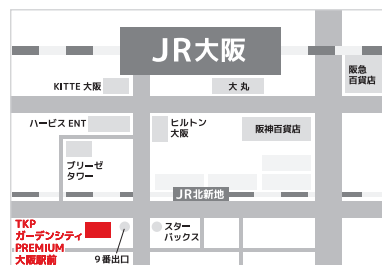 JR大阪
阪急
百貨店
KITTE 大阪
大丸
ハービス ENT
ヒルトン
大阪
阪神百貨店
ブリーゼ
タワー
JR北新地
TKP
ガーデンシティ
PREMIUM
大阪駅前
9番出口
スター
バックス